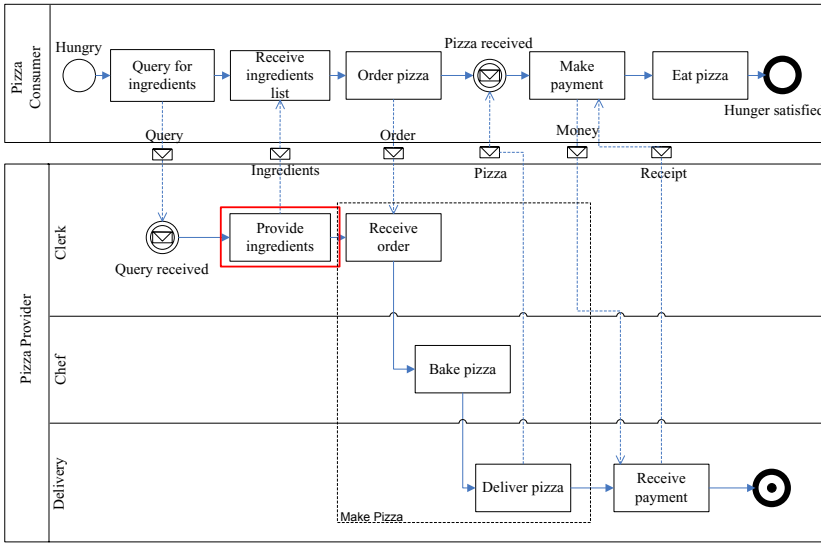 Pizza
Consumer
Hungry
Query for
ingredients
Receive
ingredients
list
Order pizza
Pizza received
Make
payment
Eat pizza
Hunger satisfied
Query
Ingredients
Order
Pizza
Money
Receipt
Pizza Provider
Clerk
Query received
Provide
ingredients
Receive
order
Chef
Bake pizza
Delivery
Deliver pizza
Receive
payment
Make Pizza